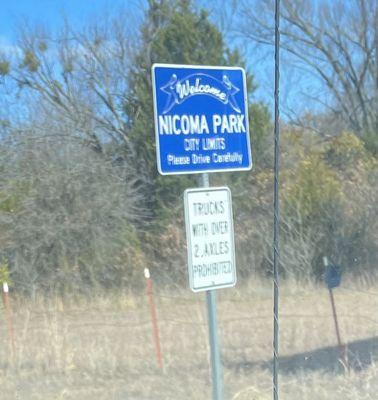 Welcome
NICOMA PARK
CITY LIMITS
Please Drive Carefully
TRUCKS
WITH OVER
2 AXLES
PROHIBITED